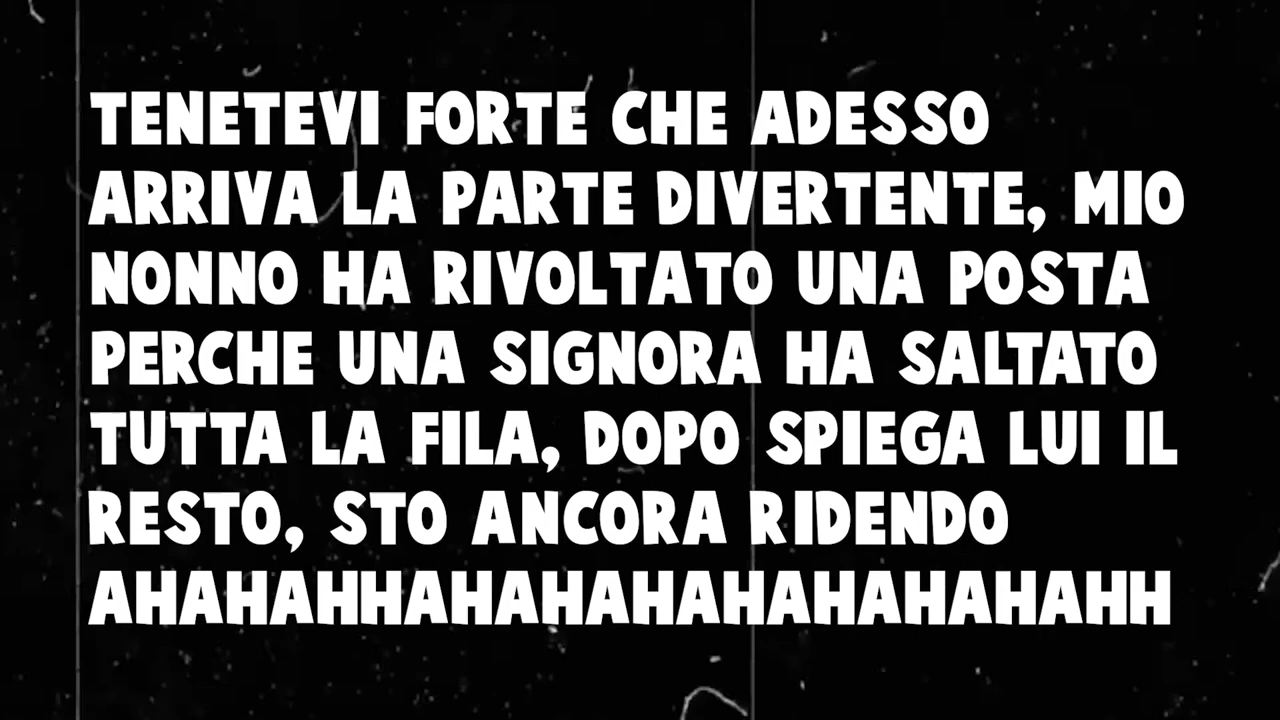 TENETEVI FORTE CHE ADESSO
ARRIVA LA PARTE DIVERTENTE, MIO
NONNO HA RIVOLTATO UNA POSTA
PERCHE UNA SIGNORA HA SALTATO
TUTTA LA FILA, DOPO SPIEGA LUI IL
RESTO, STO ANCORA RIDENDO
AHAHAHHAHAHAHAHAHAHAHAHH